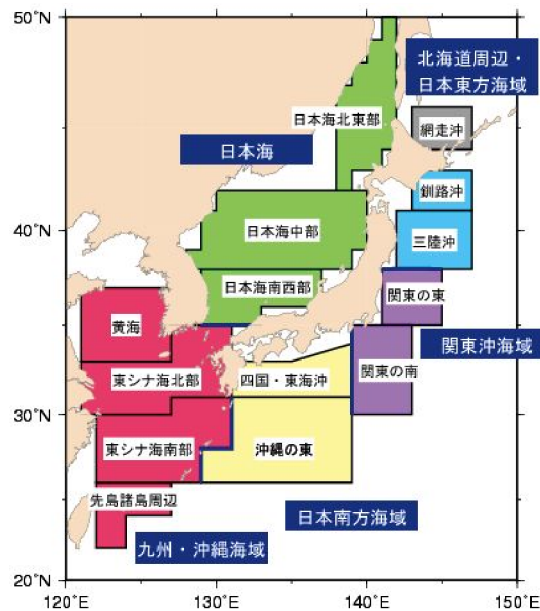 50˚N
北海道周辺・
日本東方海域
日本海北東部
網走沖
日本海
釧路沖
40˚N
日本海中部
三陸沖
日本海南西部
関東の東
黄海
関東沖海域
関東の南
東シナ海北部
四国・東海沖
30˚N
東シナ海南部
沖縄の東
先島諸島周辺
日本南方海域
九州・沖縄海域
20˚N
120˚E
130˚E
140˚E
150˚E